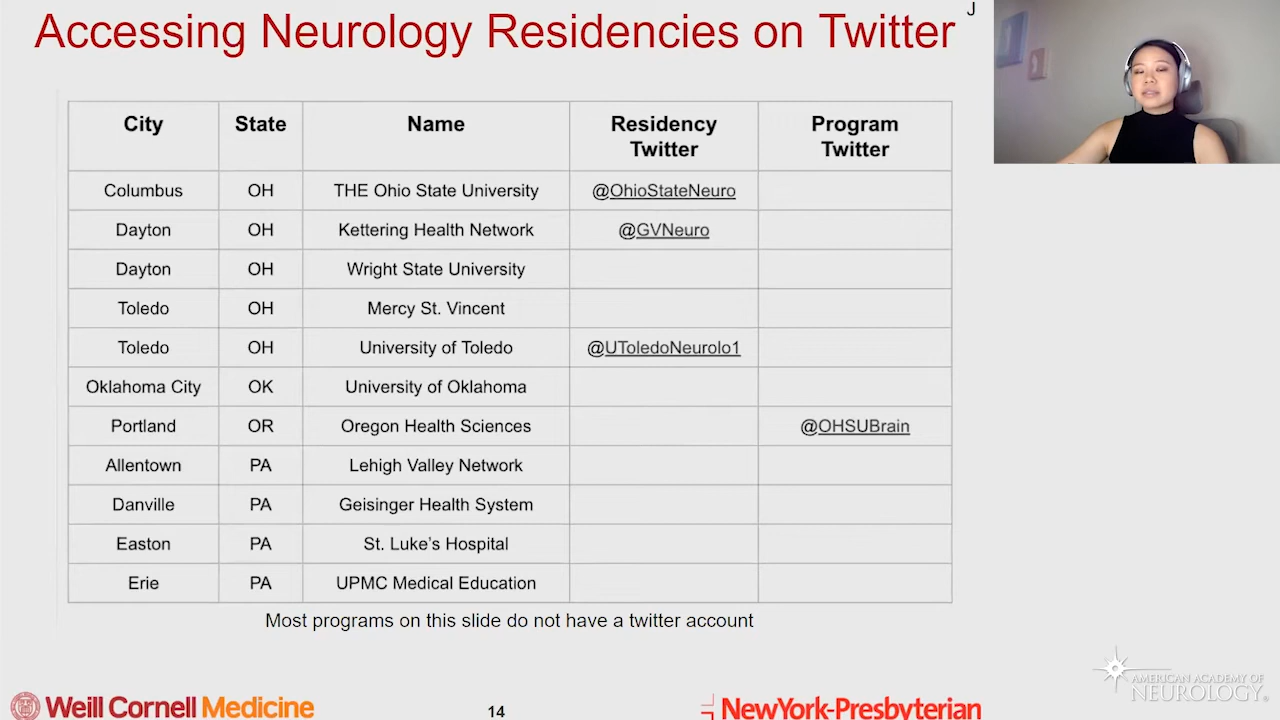 Accessing Neurology Residencies on Twitter
J
City State Name Residency Twitter Program Twitter
Columbus OH THE Ohio State University @OhioStateNeuro
Dayton OH Kettering Health Network @GVNeuro
Dayton OH Wright State University
Toledo OH Mercy St. Vincent
Toledo OH University of Toledo @UToledoNeurolo1
Oklahoma City OK University of Oklahoma
Portland OR Oregon Health Sciences @OHSUBrain
Allentown PA Lehigh Valley Network
Danville PA Geisinger Health System
Easton PA St. Luke’s Hospital
Erie PA UPMC Medical Education
Most programs on this slide do not have a twitter account
AMERICAN ACADEMY OF
NEUROLOGY®
Weill Cornell Medicine
14
NewYork-Presbyterian